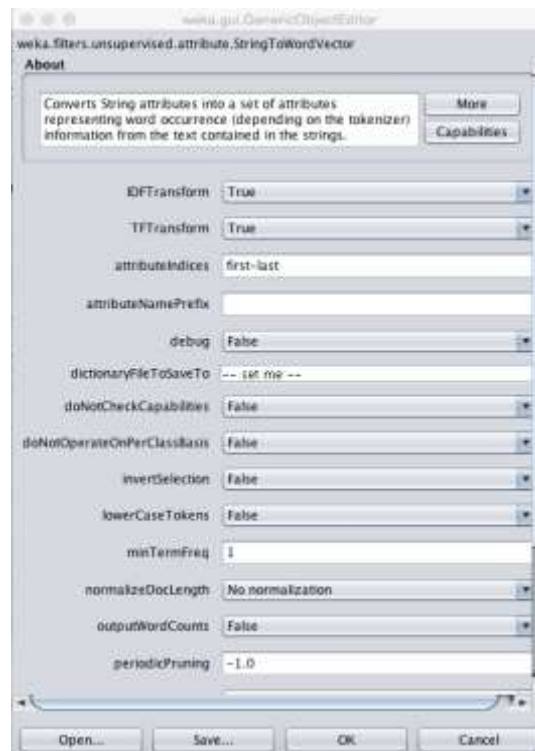 weka.gui.GenericObjectEditor
weka.filters.unsupervised.attribute.StringToWordVector
About
Converts String attributes into a set of attributes
representing word occurrence (depending on the tokenizer)
information from the text contained in the strings.
More
Capabilities
IDFTransform True
TFTransform True
attributeIndices first-last
attributeNamePrefix
debug False
dictionaryFileToSaveTo -- set me --
doNotCheckCapabilities False
doNotOperateOnPerClassBasis False
invertSelection False
lowerCaseTokens False
minTermFreq 1
normalizeDocLength No normalization
outputWordCounts False
periodicPruning -1.0
Open... Save... OK Cancel